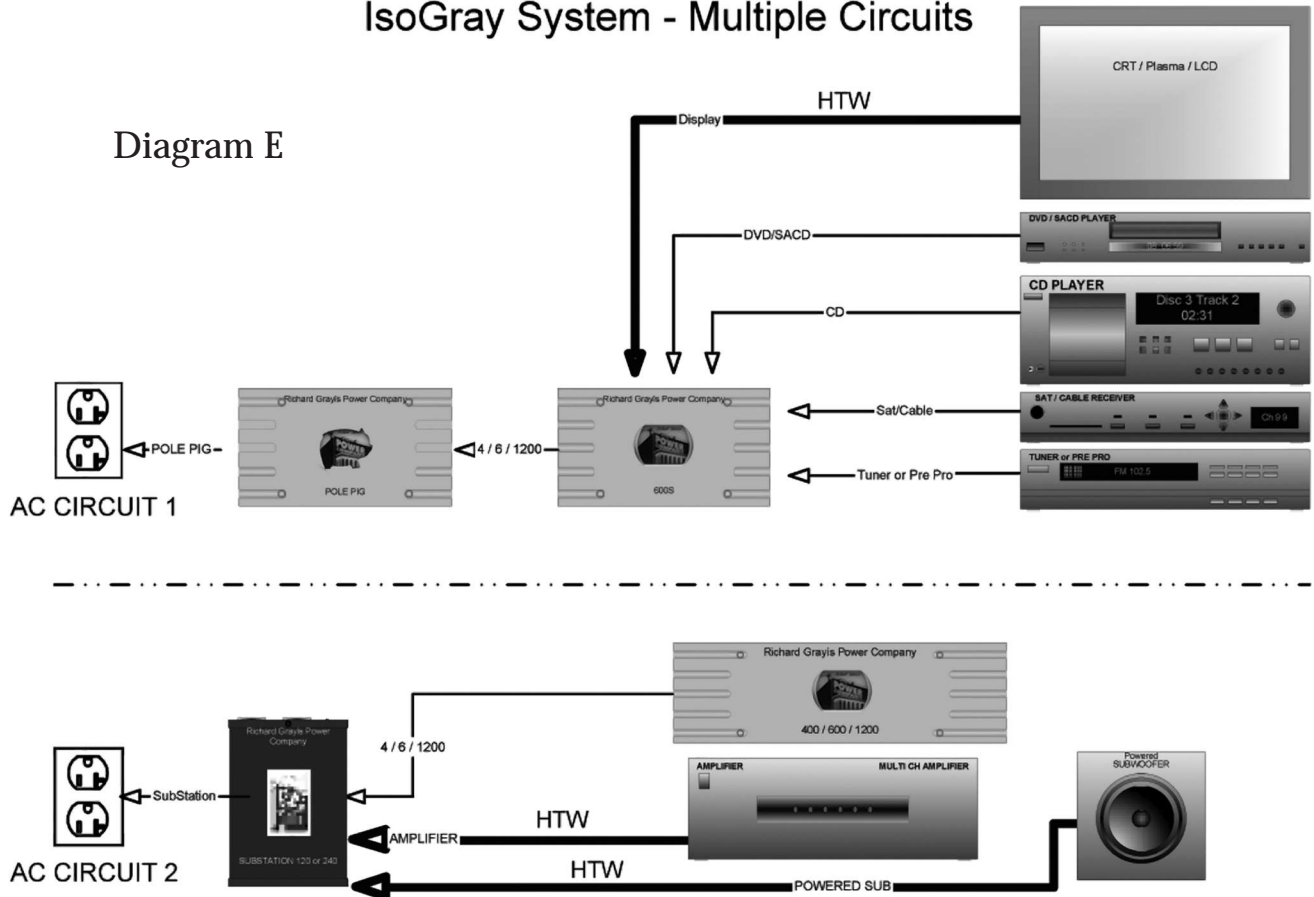 IsoGray System - Multiple Circuits
Diagram E
CRT / Plasma / LCD
HTW
Display
DVD / SACD PLAYER
DVD/SACD
CD PLAYER
Disc 3 Track 2
02:31
CD
Richard Grayls Power Company
POLE PIG
POLE PIG
4 / 6 / 1200
Richard Grayls Power Company
POWER
600S
SAT / CABLE RECEIVER
Ch 99
Sat/Cable
TUNER or PRE PRO
FM 102.5
Tuner or Pre Pro
AC CIRCUIT 1
Richard Grayls Power Company
POWER
400 / 600 / 1200
Richard Grayls Power
Company
4 / 6 / 1200
SubStation
SUBSTATION 120 or 240
AMPLIFIER
MULTI CH AMPLIFIER
HTW
AMPLIFIER
Powered
SUBWOOFER
HTW
POWERED SUB
AC CIRCUIT 2